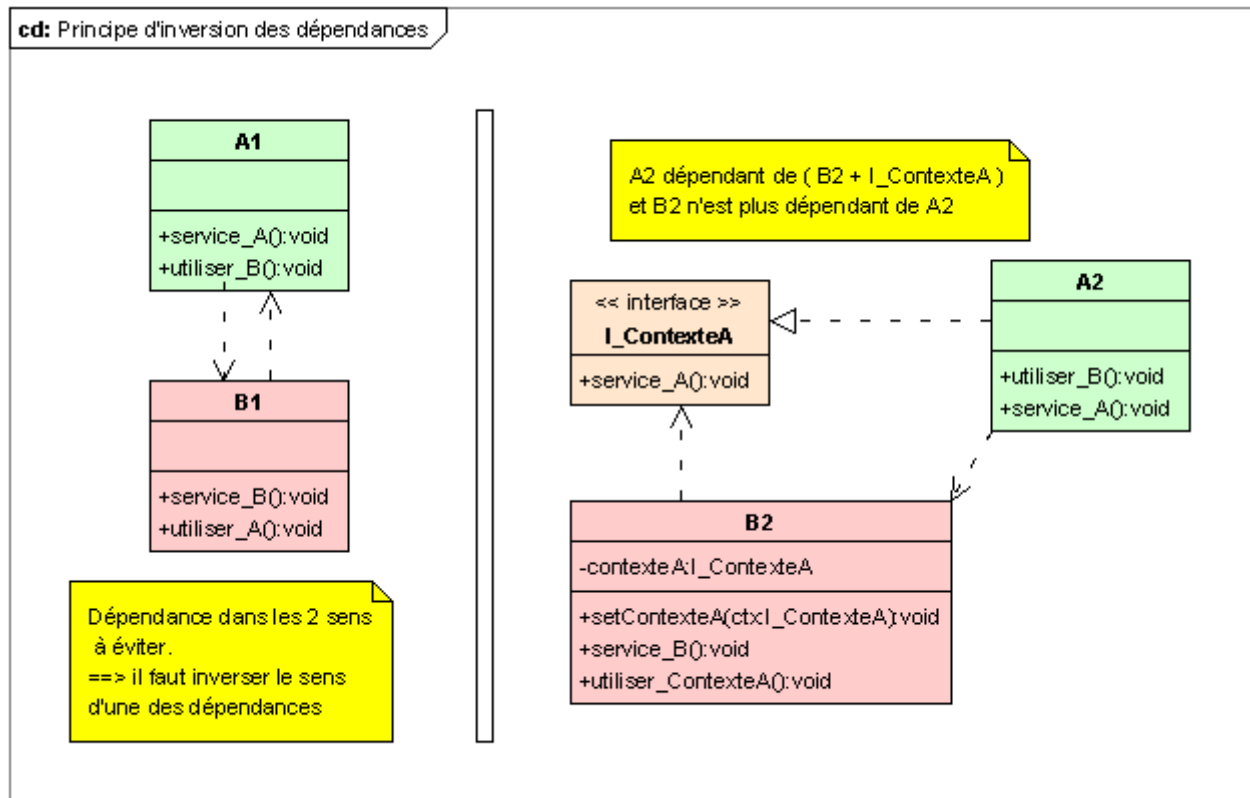 cd: Principe d'inversion des dépendances
A1
+service_A():void
+utiliser_B():void
B1
+service_B():void
+utiliser_A():void
Dépendance dans les 2 sens
à éviter.
==> il faut inverser le sens
d'une des dépendances
A2 dépendant de ( B2 + I_ContexteA )
et B2 n'est plus dépendant de A2
<< interface >>
I_ContexteA
+service_A():void
A2
+utiliser_B():void
+service_A():void
B2
-contexteA:I_ContexteA
+setContexteA(ctx:I_ContexteA):void
+service_B():void
+utiliser_ContexteA():void